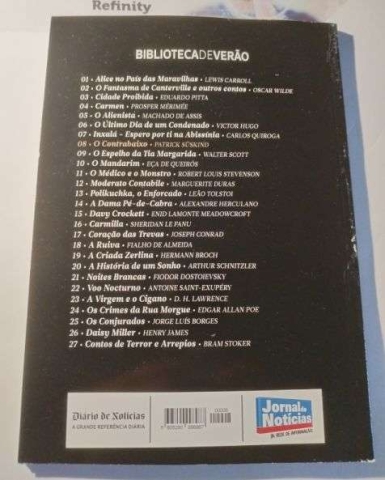 Refinity
BIBLIOTECADEVERÃO
01 • Alice no País das Maravilhas • LEWIS CARROLL
02 • O Fantasma de Canterville e outros contos • OSCAR WILDE
03 • Cidade Proibida • EDUARDO PITTA
04 • Carmen • PROSPER MÉRIMÉE
05 • O Alienista • MACHADO DE ASSIS
06 • O Último Dia de um Condenado • VICTOR HUGO
07 • Inxalá - Espero por ti na Abissínia • CARLOS QUIROGA
08 • O Contrabaixo • PATRICK SÜSKIND
09 • O Espelho da Tia Margarida • WALTER SCOTT
10 • O Mandarim • EÇA DE QUEIRÓS
11 • O Médico e o Monstro • ROBERT LOUIS STEVENSON
12 • Moderato Contabile • MARGUERITE DURAS
13 • Polikuchka, o Enforcado • LEÃO TOLSTOI
14 • A Dama Pé-de-Cabra • ALEXANDRE HERCULANO
15 • Davy Crockett • ENID LAMONTE MEADOWCROFT
16 • Carmilla • SHERIDAN LE FANU
17 • Coração das Trevas • JOSEPH CONRAD
18 • A Ruiva • FIALHO DE ALMEIDA
19 • A Criada Zerlina • HERMANN BROCH
20 • A História de um Sonho • ARTHUR SCHNITZLER
21 • Noites Brancas • FIODOR DOSTOIEVSKY
22 • Voo Nocturno • ANTOINE SAINT-EXUPÉRY
23 • A Virgem e o Cigano • D. H. LAWRENCE
24 • Os Crimes da Rua Morgue • EDGAR ALLAN POE
25 • Os Conjurados • JORGE LUÍS BORGES
26 • Daisy Miller • HENRY JAMES
27 • Contos de Terror e Arrepios • BRAM STOKER
Diário de Notícias
A GRANDE REFERÊNCIA DIÁRIA
00008
Jornal de
Notícias